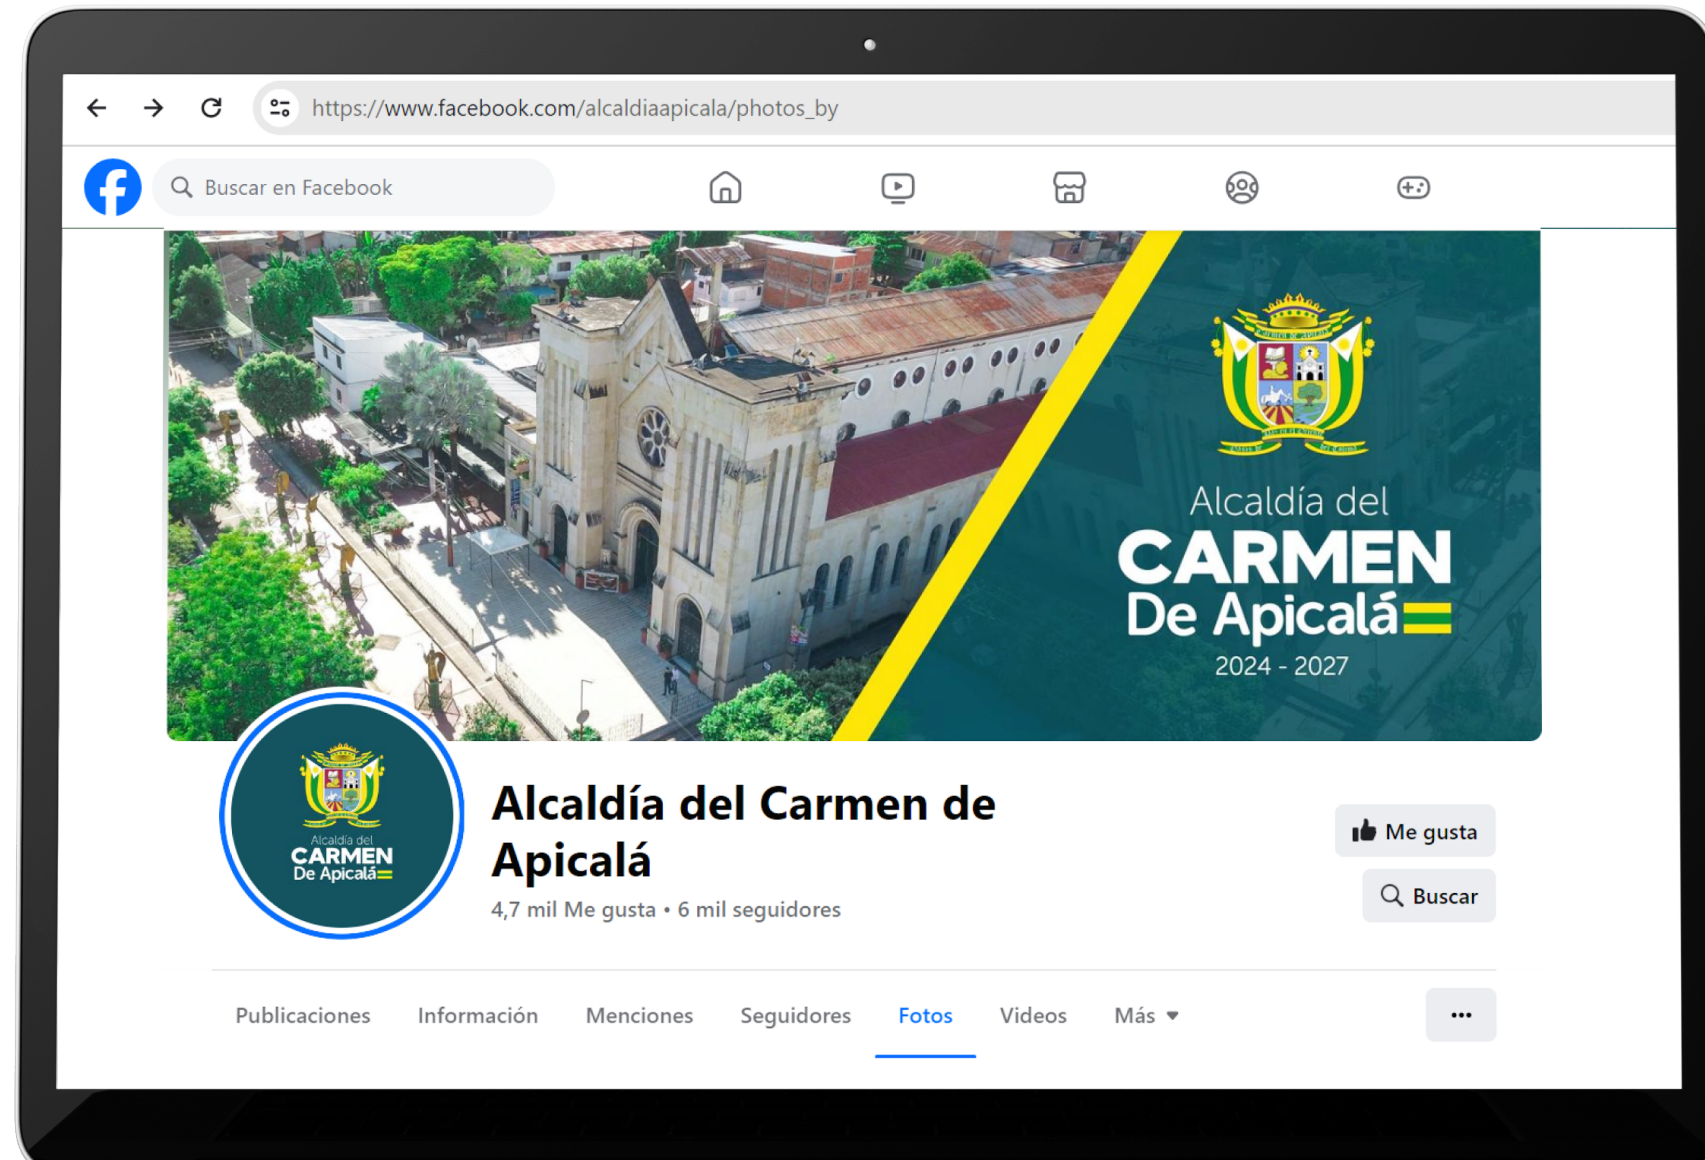 https://www.facebook.com/alcaldiaapicala/photos_by
Buscar en Facebook
Alcaldía del
CARMEN
De Apicalá
2024 - 2027
Alcaldía del
CARMEN
De Apicalá
Alcaldía del Carmen de
Apicalá
4,7 mil Me gusta • 6 mil seguidores
Me gusta
Buscar
Publicaciones Información Menciones Seguidores Fotos Videos Más